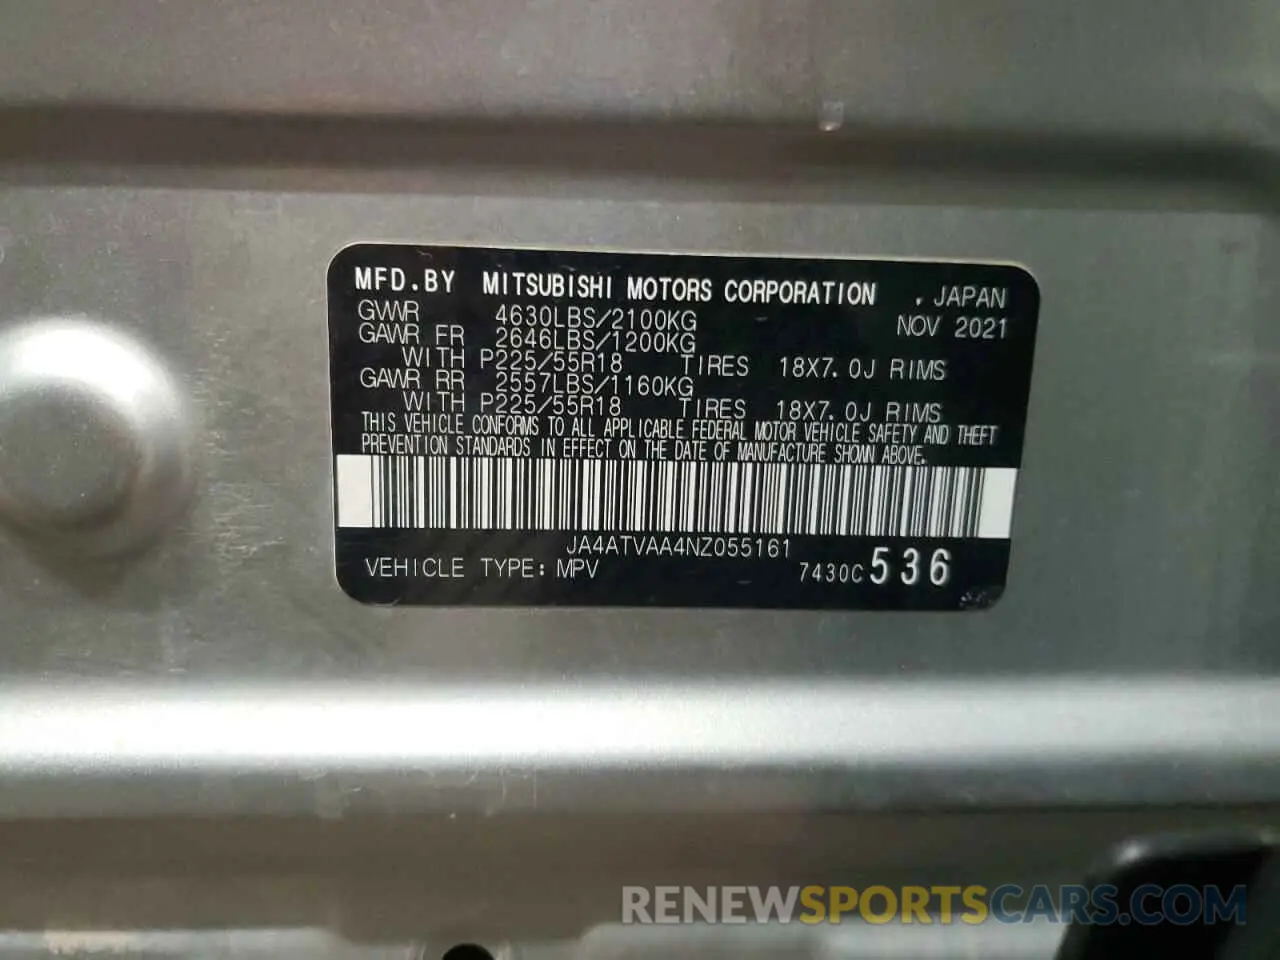 MFD.BY MITSUBISHI MOTORS CORPORATION , JAPAN
GVWR 4630LBS/2100KG NOV 2021
GAWR FR 2646LBS/1200KG
WITH P225/55R18 TIRES 18X7.0J RIMS
GAWR RR 2557LBS/1160KG
WITH P225/55R18 TIRES 18X7.0J RIMS
THIS VEHICLE CONFORMS TO ALL APPLICABLE FEDERAL MOTOR VEHICLE SAFETY AND THEFT
PREVENTION STANDARDS IN EFFECT ON THE DATE OF MANUFACTURE SHOWN ABOVE.
JA4ATVAA4NZ055161
VEHICLE TYPE: MPV 7430C 536
RENEWSPORTSCARS.COM